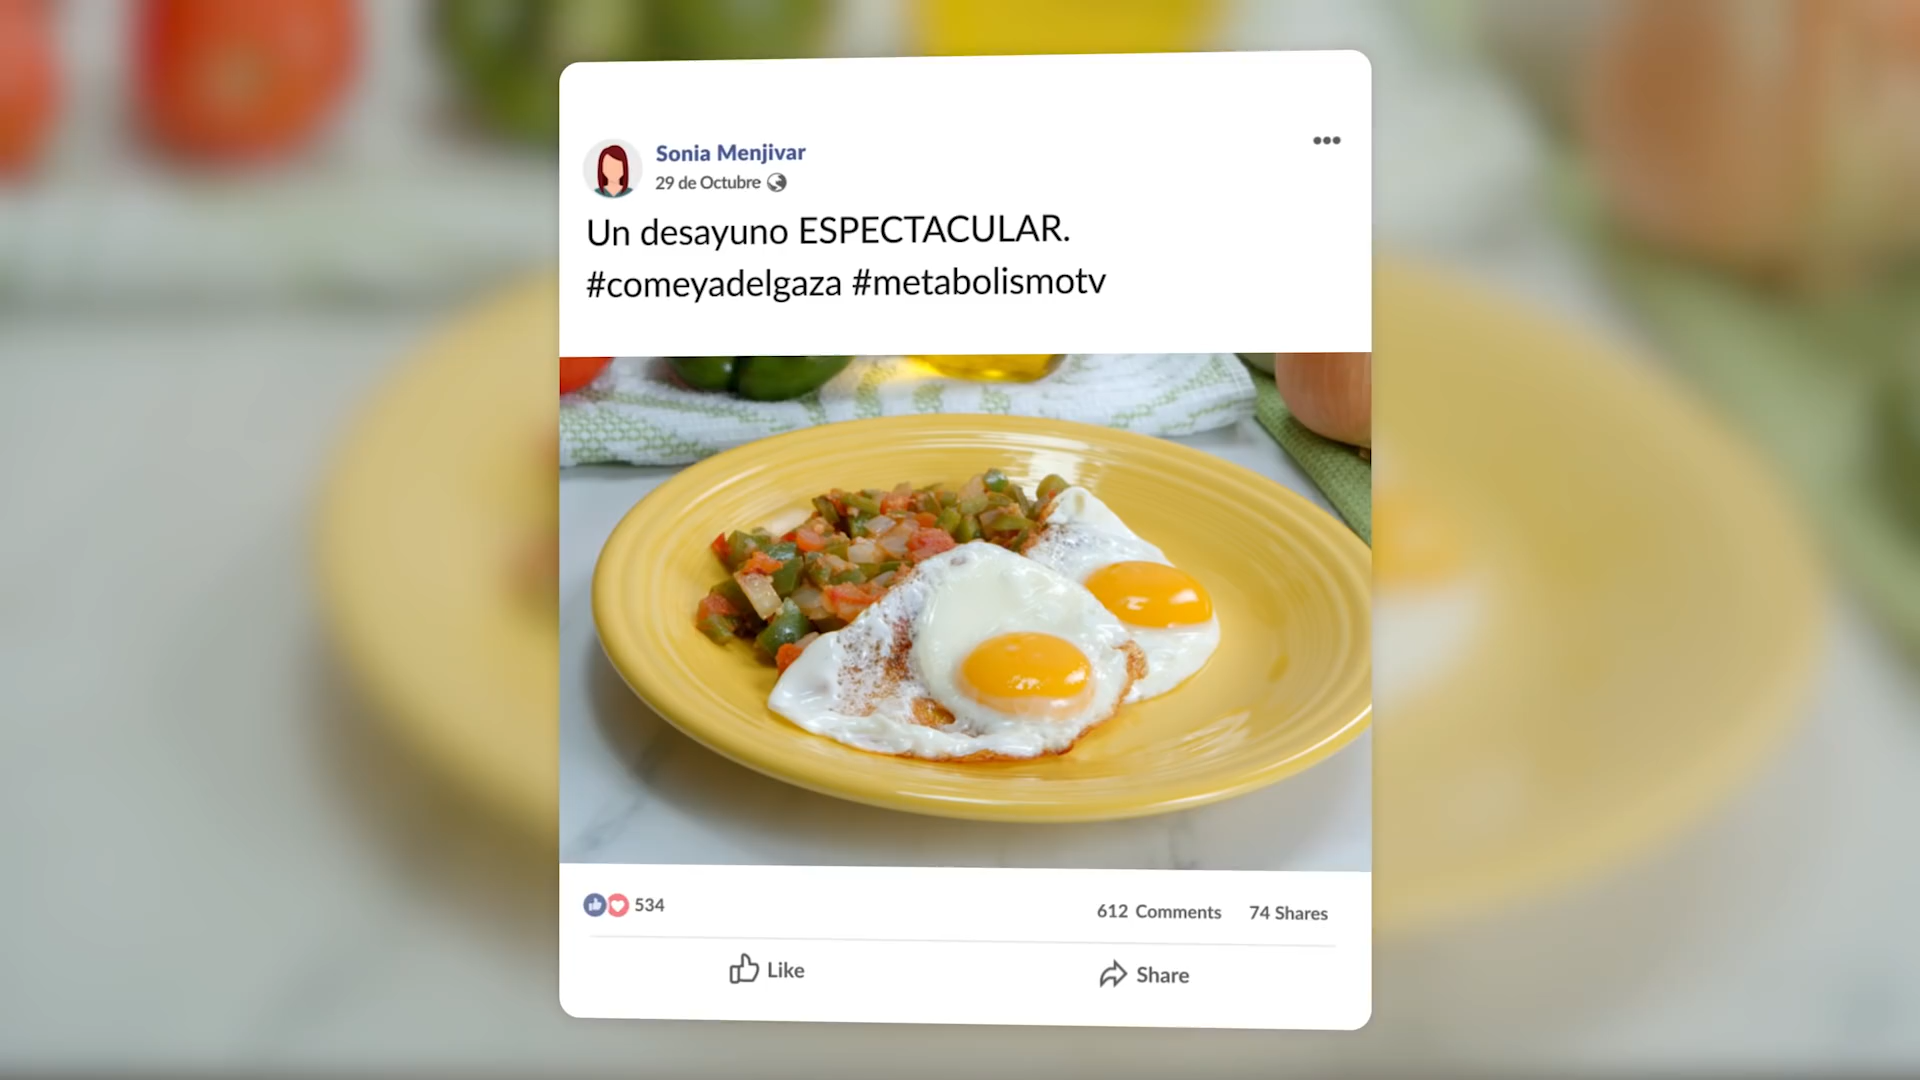 Sonia Menjivar
29 de Octubre
Un desayuno ESPECTACULAR.
#comeyadelgaza #metabolismotv
534
612 Comments 74 Shares
Like Share